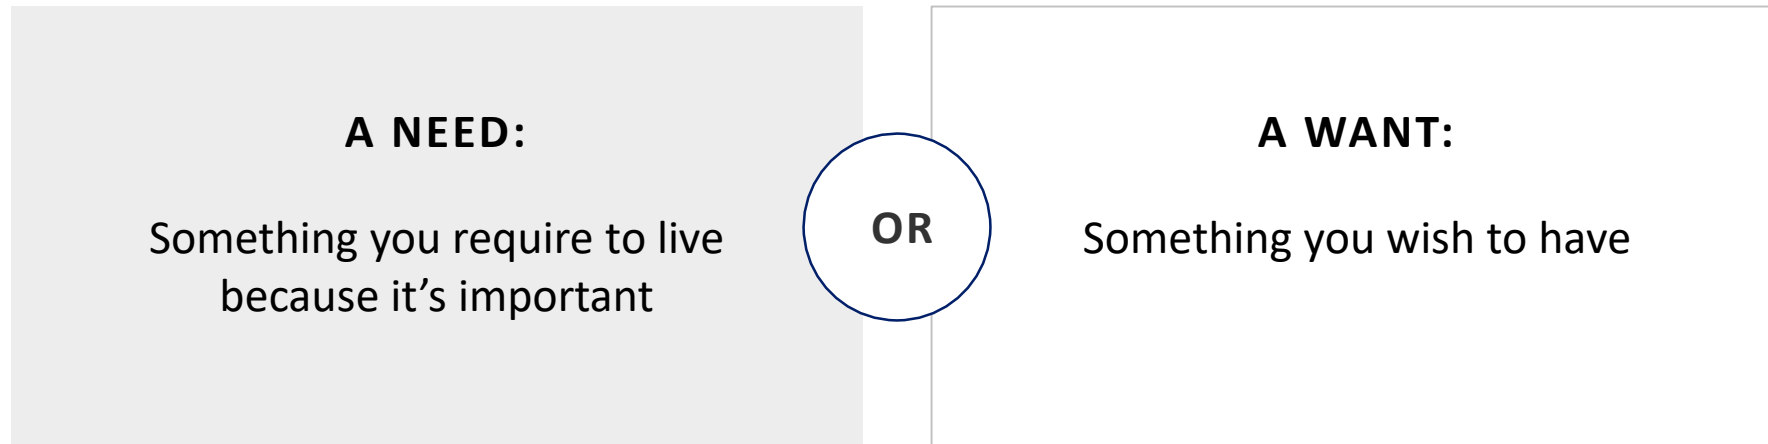 A NEED:
Something you require to live
because it’s important
OR
A WANT:
Something you wish to have